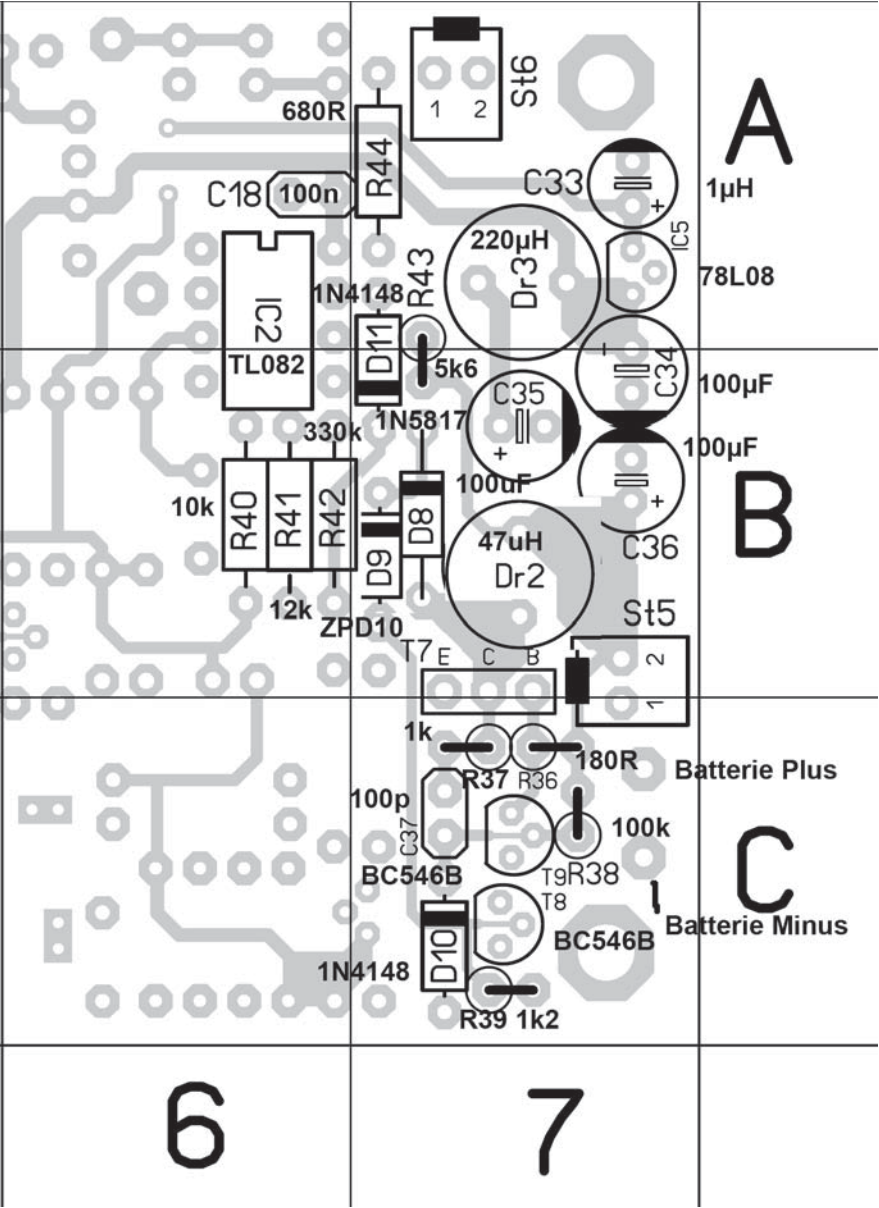 St6
1 2
680R
R44
A
C18
100n
C33
1µH
IC5
220µH
Dr3
78L08
R43
1N4148
IC2
D11
TL082
5k6
C34
100µF
C35
1N5817
330k
100µF
+
100uF
+
10k
R40
R41
R42
D9
D8
47uH
Dr2
C36
B
12k
ZPD10
St5
T7
E C B
2
1
1k
180R
R37
R36
Batterie Plus
100p
C37
100k
BC546B
T9
R38
T8
C
Batterie Minus
BC546B
D10
1N4148
R39 1k2
6
7